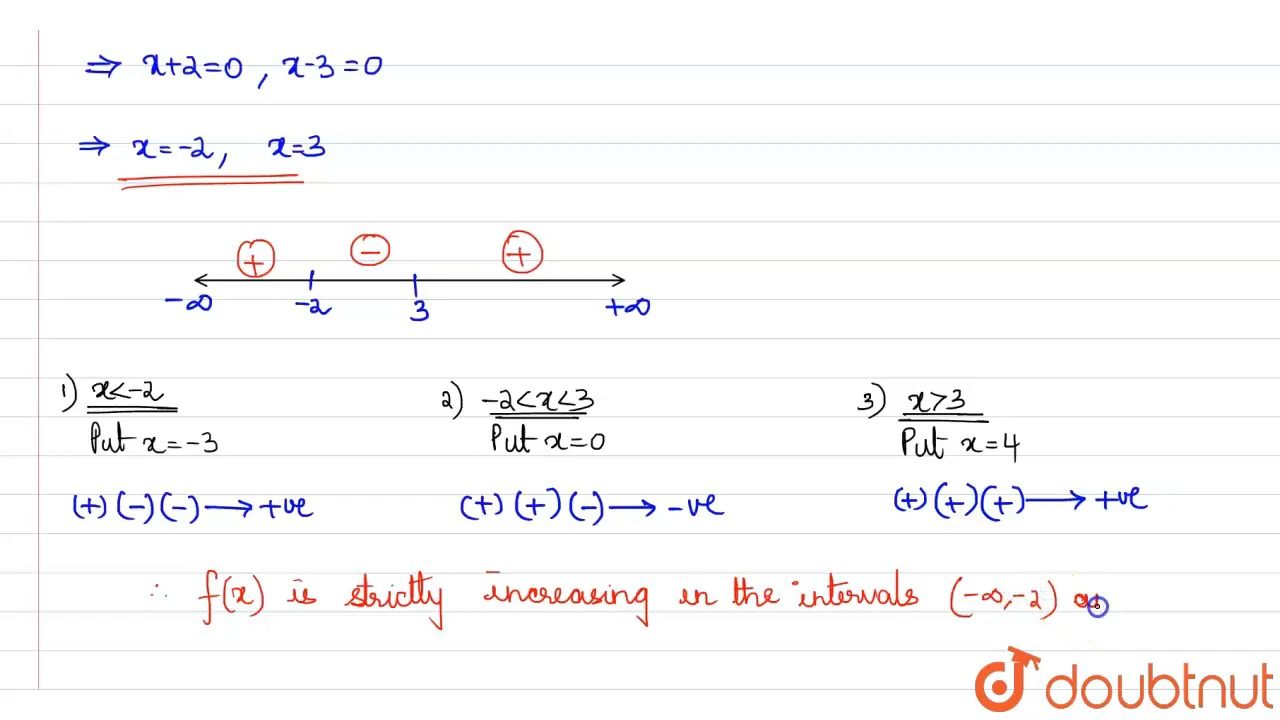 ⇒ x+2=0, x-3=0
⇒ x=-2, x=3
+ - +
-∞ -2 3 +∞
1) x<-2 2) -2<x<3 3) x>3
Put x=-3 Put x=0 Put x=4
(+)(-)(-)→+ve (+)(+)(-)→-ve (+)(+)(+)→+ve
∴ f(x) is strictly increasing in the intervals (-∞,-2)
doubtnut